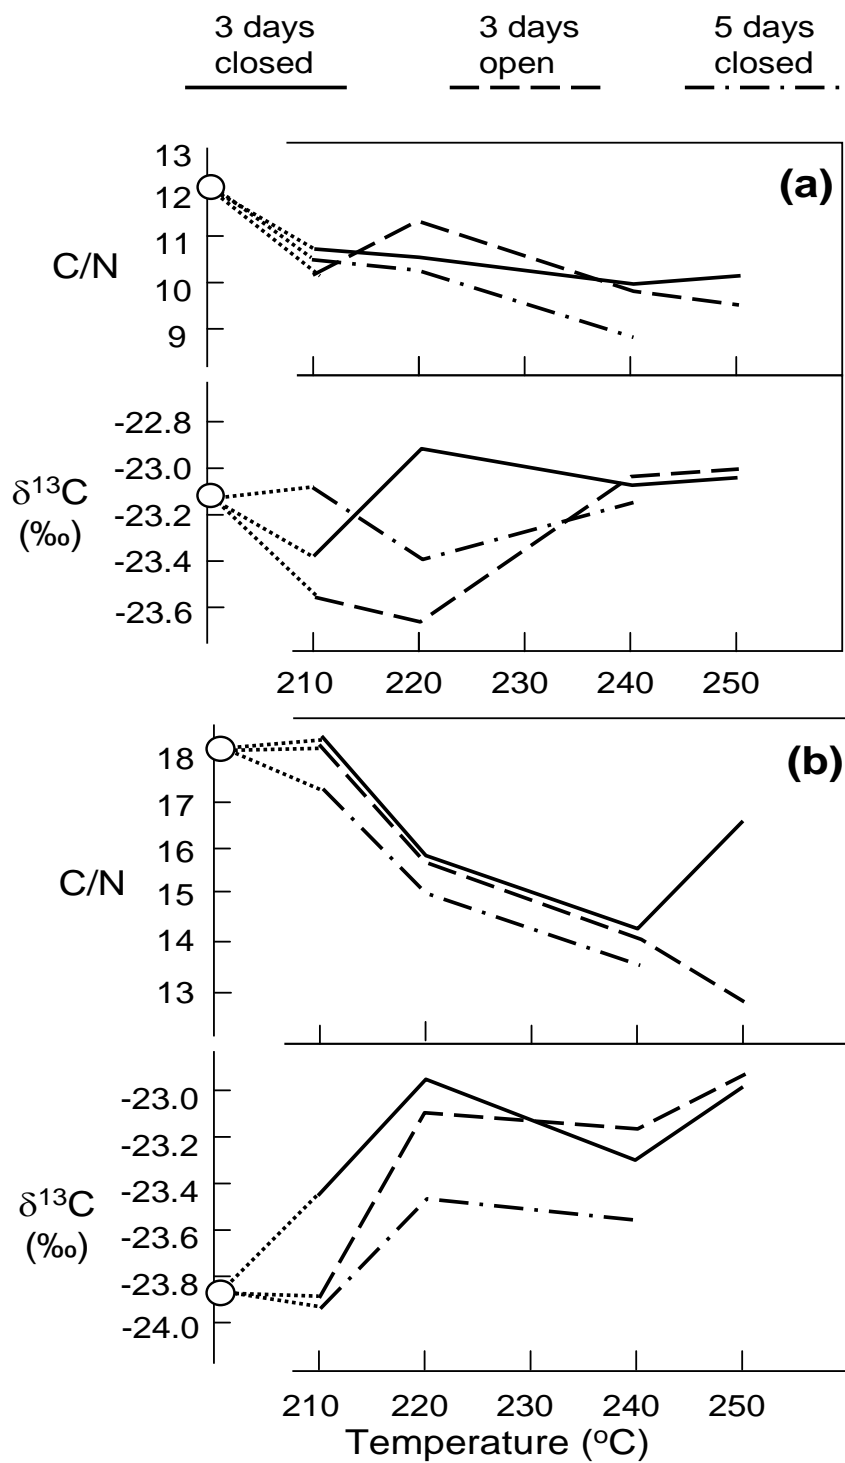 3 days 3 days 5 days
closed open closed
(a)
13
12
11
10
9
C/N
-22.8
-23.0
-23.2
-23.4
-23.6
δ¹³C
(‰)
210 220 230 240 250
(b)
18
17
16
15
14
13
C/N
-23.0
-23.2
-23.4
-23.6
-23.8
-24.0
δ¹³C
(‰)
210 220 230 240 250
Temperature (°C)